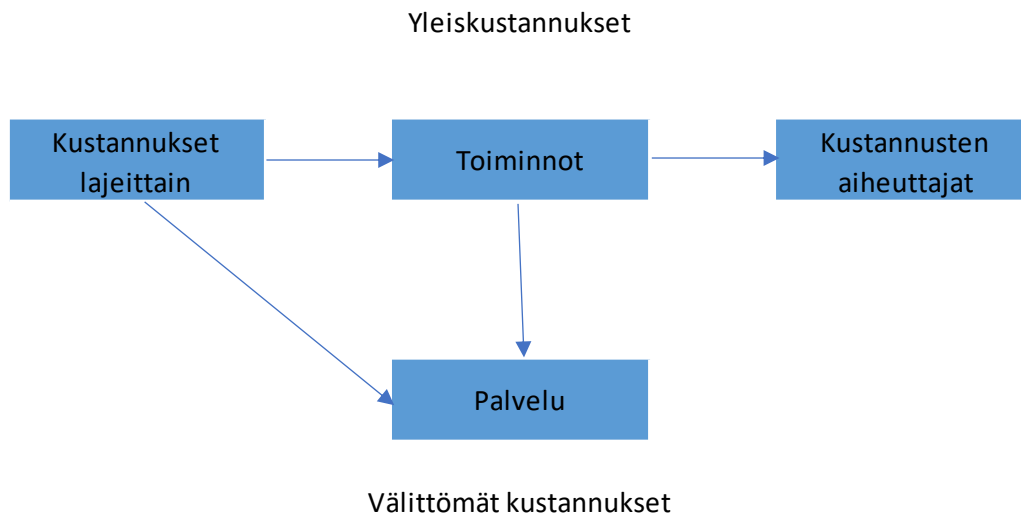 Yleiskustannukset
Kustannukset
lajeittain
Toiminnot
Kustannusten
aiheuttajat
Palvelu
Välittömät kustannukset